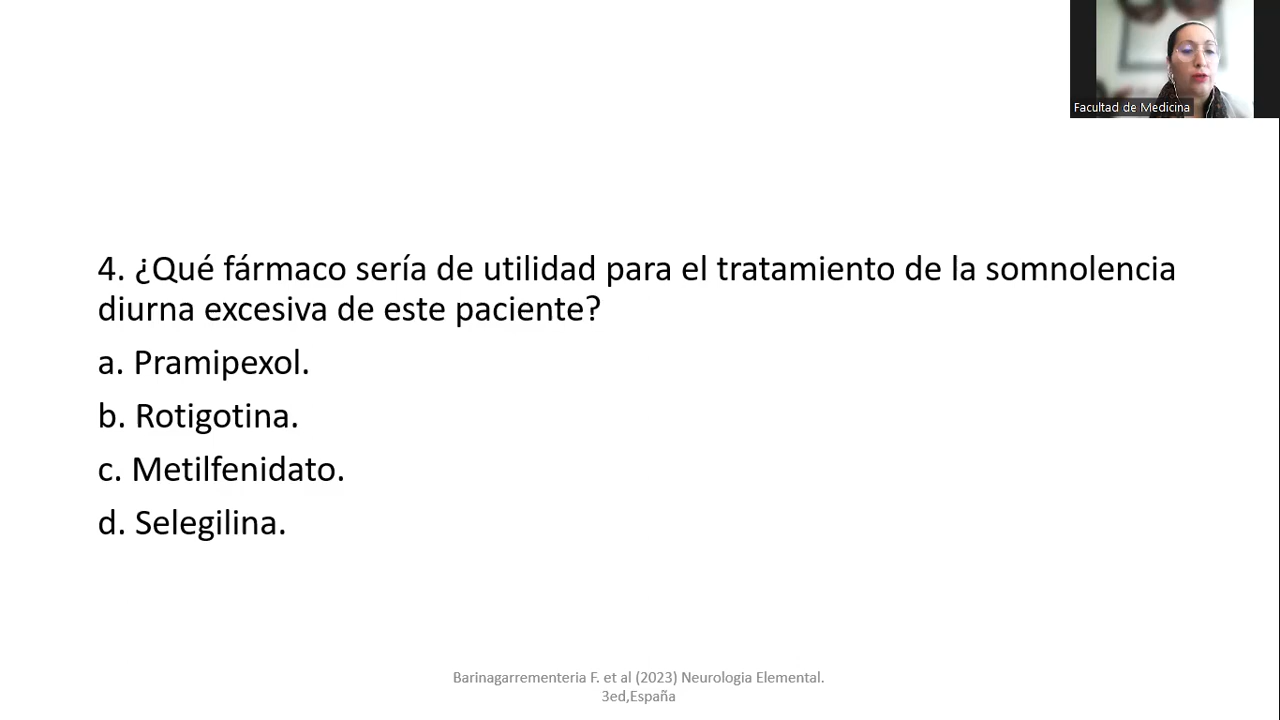 Facultad de Medicina
4. ¿Qué fármaco sería de utilidad para el tratamiento de la somnolencia
diurna excesiva de este paciente?
a. Pramipexol.
b. Rotigotina.
c. Metilfenidato.
d. Selegilina.
Barinagarrementeria F. et al (2023) Neurologia Elemental.
3ed,España